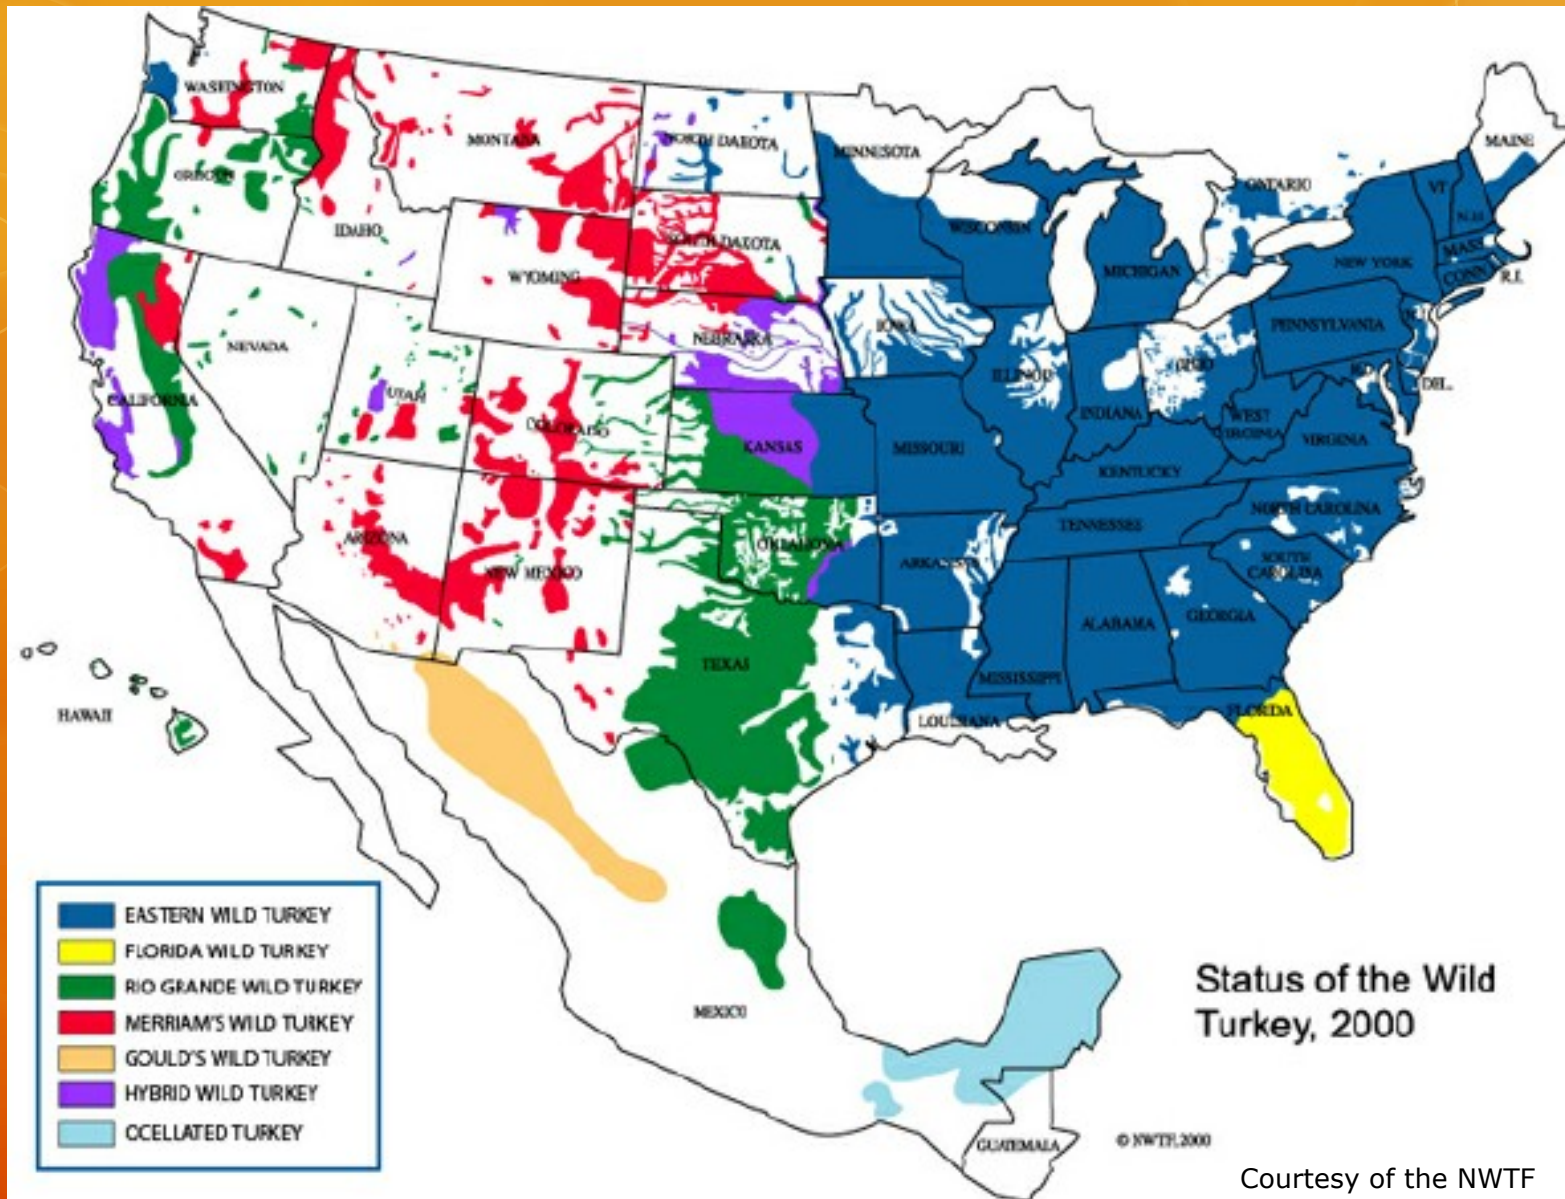 WASHINGTON
MONTANA
NORTH DAKOTA
MINNESOTA
MAINE
OREGON
IDAHO
SOUTH DAKOTA
WISCONSIN
ONTARIO
VT
N.H.
MASS
CONN
R.I.
WYOMING
MICHIGAN
NEW YORK
NEVADA
UTAH
NEBRASKA
IOWA
ILLINOIS
INDIANA
OHIO
PENNSYLVANIA
DEL.
CALIFORNIA
COLORADO
KANSAS
MISSOURI
WEST
VIRGINIA
VIRGINIA
KENTUCKY
ARIZONA
NEW MEXICO
OKLAHOMA
ARKANSAS
TENNESSEE
NORTH CAROLINA
SOUTH
CAROLINA
TEXAS
ALABAMA
GEORGIA
MISSISSIPPI
LOUISIANA
FLORIDA
HAWAII
MEXICO
GUATEMALA
EASTERN WILD TURKEY
FLORIDA WILD TURKEY
RIO GRANDE WILD TURKEY
MERRIAM'S WILD TURKEY
GOULD'S WILD TURKEY
HYBRID WILD TURKEY
OCELLATED TURKEY
Status of the Wild
Turkey, 2000
© NWTF, 2000
Courtesy of the NWTF